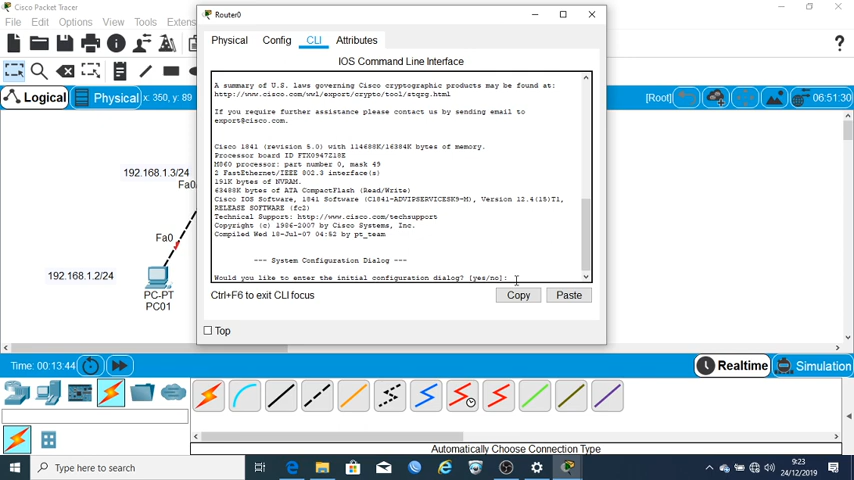 Cisco Packet Tracer
File Edit Options View Tools Extens
Logical
Physical
x: 350, y: 89
[Root]
06:51:30
Router0
Physical Config CLI Attributes
IOS Command Line Interface
A summary of U.S. laws governing Cisco cryptographic products may be found at:
http://www.cisco.com/wwl/export/crypto/tool/stqrg.html
If you require further assistance please contact us by sending email to
export@cisco.com.
Cisco 1841 (revision 5.0) with 114688K/16384K bytes of memory.
Processor board ID FTX0947Z18E
M860 processor: part number 0, mask 49
2 FastEthernet/IEEE 802.3 interface(s)
191K bytes of NVRAM.
63488K bytes of ATA CompactFlash (Read/Write)
Cisco IOS Software, 1841 Software (C1841-ADVIPSERVICESK9-M), Version 12.4(15)T1,
RELEASE SOFTWARE (fc2)
Technical Support: http://www.cisco.com/techsupport
Copyright (c) 1986-2007 by Cisco Systems, Inc.
Compiled Wed 18-Jul-07 04:52 by pt_team
--- System Configuration Dialog ---
Would you like to enter the initial configuration dialog? [yes/no]:
Ctrl+F6 to exit CLI focus
Copy
Paste
Top
192.168.1.3/24
Fa0/
Fa0
192.168.1.2/24
PC-PT
PC01
Time: 00:13:44
Realtime
Simulation
Automatically Choose Connection Type
Type here to search
9:23
24/12/2019